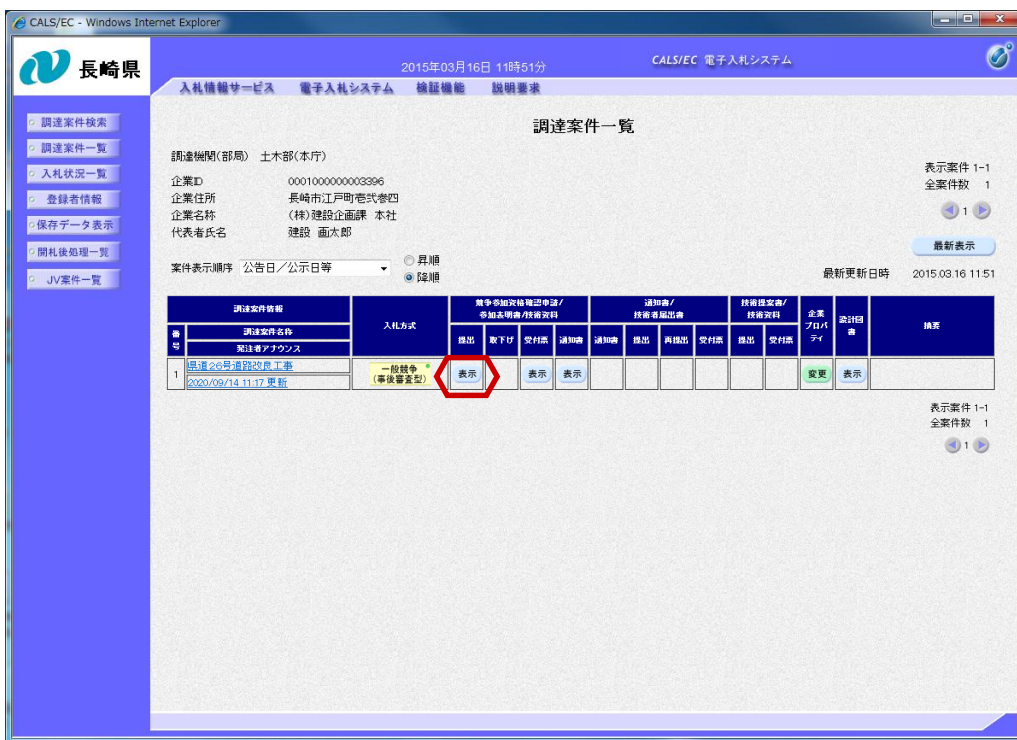 CALS/EC - Windows Internet Explorer
長崎県
2015年03月16日 11時51分
CALS/EC 電子入札システム
入札情報サービス 電子入札システム 検証機能 説明要求
調達案件検索
調達案件一覧
入札状況一覧
登録者情報
保存データ表示
開札後処理一覧
JV案件一覧
調達案件一覧
調達機関(部局) 土木部(本庁)
企業ID 0001000000003396
企業住所 長崎市江戸町壱弐参四
企業名称 (株)建設企画課 本社
代表者氏名 建設 画太郎
表示案件 1-1
全案件数 1
1
最新表示
案件表示順序 公告日/公示日等
昇順
降順
最新更新日時 2015.03.16 11:51
調達案件情報
番号
調達案件名称
発注者アナウンス
入札方式
競争参加資格確認申請/
参加表明書/技術資料
提出 取下げ 受付票 通知書
通知書/
技術者届出書
通知書 提出 再提出 受付票
技術提案書/
技術資料
提出 受付票
企業
プロパ
ティ
設計図
書
摘要
1
県道26号道路改良工事
2020/09/14 11:17 更新
一般競争
(事後審査型)
表示 表示 表示 変更 表示
表示案件 1-1
全案件数 1
1